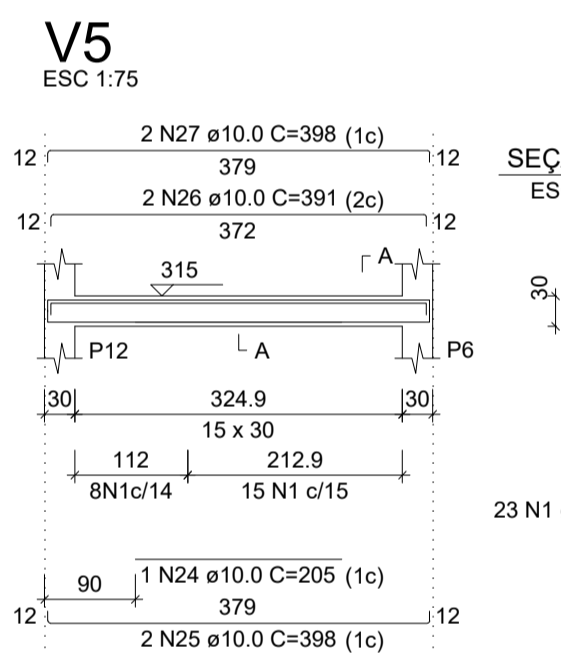 V5
ESC 1:75
2 N27 ø10.0 C=398 (1c)
12 12
379
SEÇ
ES
2 N26 ø10.0 C=391 (2c)
12 12
372
A
315
30
P12 A P6
30 324.9 30
15 x 30
112 212.9
8N1c/14 15 N1 c/15
23 N1
1 N24 ø10.0 C=205 (1c)
90
379
12 12
2 N25 ø10.0 C=398 (1c)